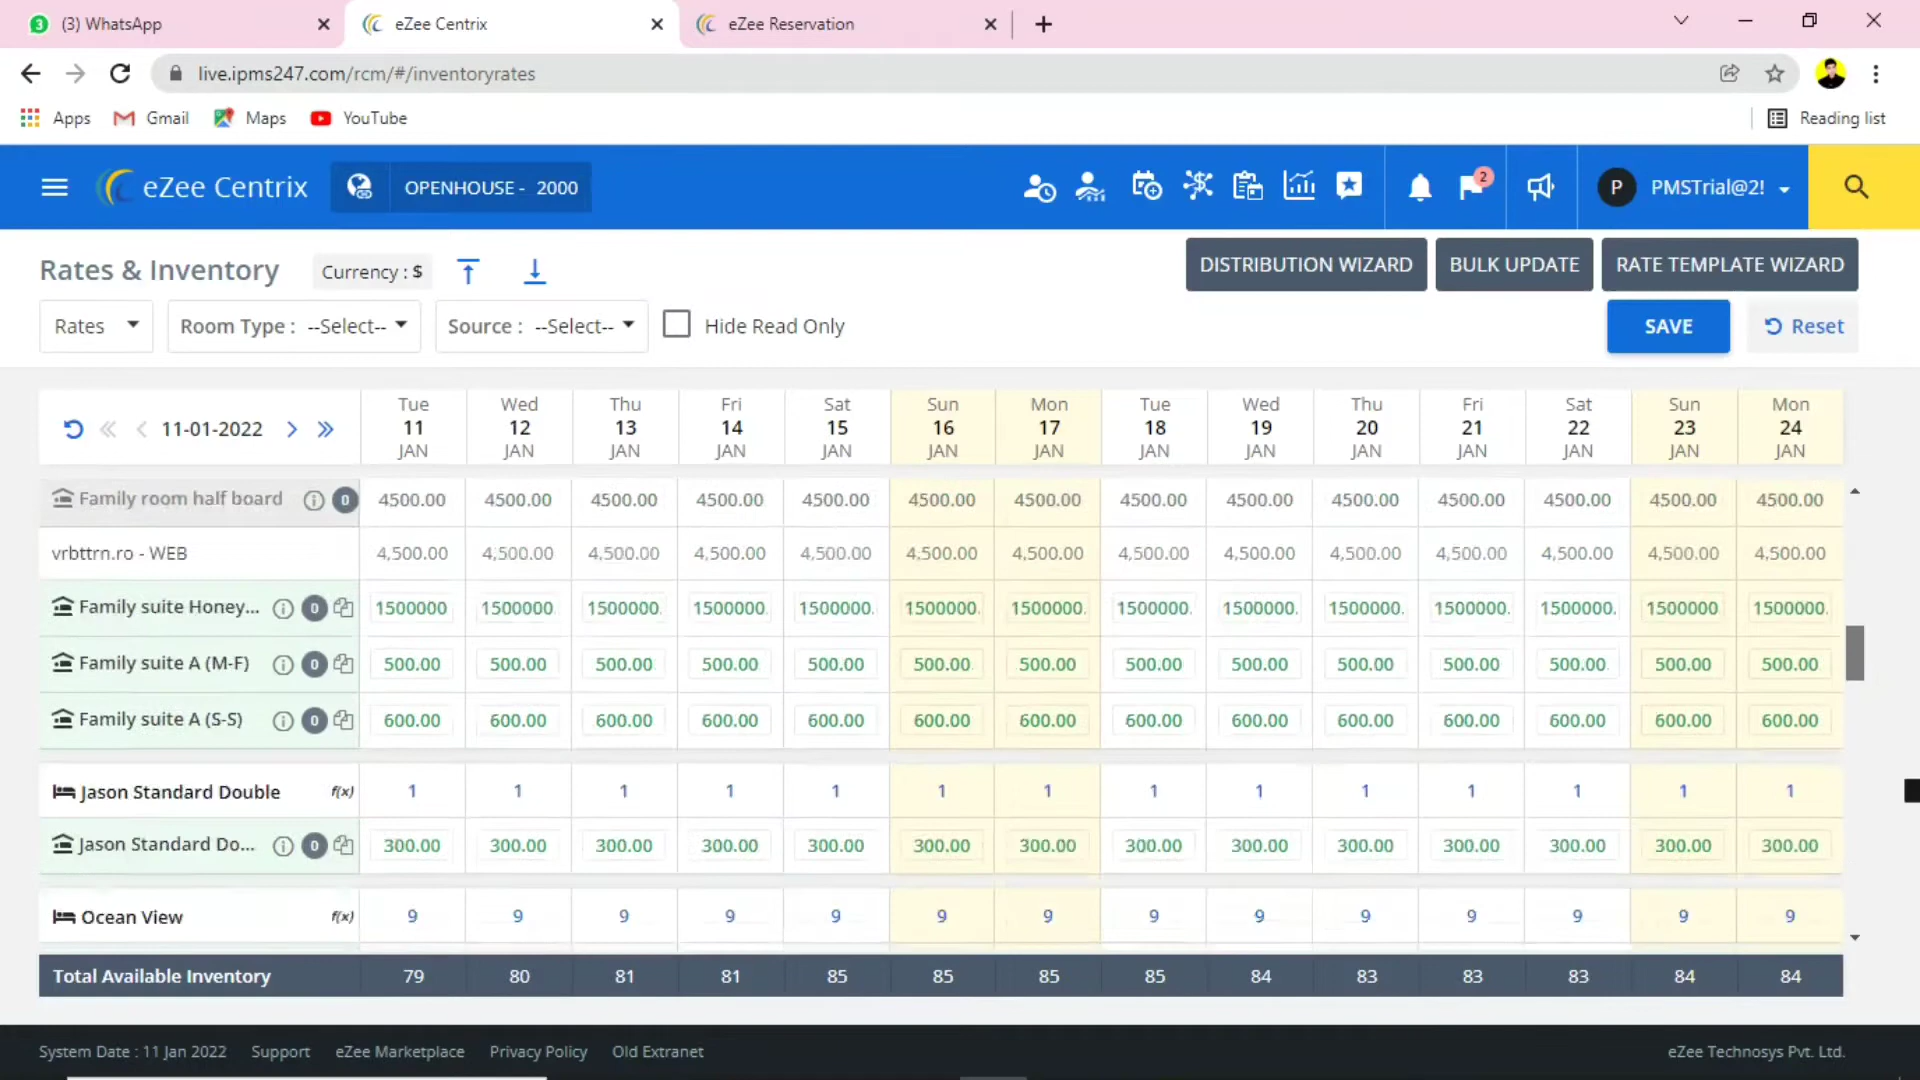 3 (3) WhatsApp eZee Centrix eZee Reservation
live.ipms247.com/rcm/#/inventoryrates
Apps Gmail Maps YouTube Reading list
eZee Centrix OPENHOUSE - 2000 2 P PMSTrial@2!
Rates & Inventory Currency : $ DISTRIBUTION WIZARD BULK UPDATE RATE TEMPLATE WIZARD
Rates Room Type : --Select-- Source : --Select-- Hide Read Only SAVE Reset
Tue Wed Thu Fri Sat Sun Mon Tue Wed Thu Fri Sat Sun Mon
11-01-2022 11 12 13 14 15 16 17 18 19 20 21 22 23 24
JAN JAN JAN JAN JAN JAN JAN JAN JAN JAN JAN JAN JAN JAN
Family room half board 0 4500.00 4500.00 4500.00 4500.00 4500.00 4500.00 4500.00 4500.00 4500.00 4500.00 4500.00 4500.00 4500.00 4500.00
vrbttrn.ro - WEB 4,500.00 4,500.00 4,500.00 4,500.00 4,500.00 4,500.00 4,500.00 4,500.00 4,500.00 4,500.00 4,500.00 4,500.00 4,500.00 4,500.00
Family suite Honey... 0 1500000 1500000. 1500000. 1500000. 1500000. 1500000. 1500000. 1500000. 1500000. 1500000. 1500000. 1500000. 1500000 1500000.
Family suite A (M-F) 0 500.00 500.00 500.00 500.00 500.00 500.00 500.00 500.00 500.00 500.00 500.00 500.00 500.00 500.00
Family suite A (S-S) 0 600.00 600.00 600.00 600.00 600.00 600.00 600.00 600.00 600.00 600.00 600.00 600.00 600.00 600.00
Jason Standard Double f(x) 1 1 1 1 1 1 1 1 1 1 1 1 1 1
Jason Standard Do... 0 300.00 300.00 300.00 300.00 300.00 300.00 300.00 300.00 300.00 300.00 300.00 300.00 300.00 300.00
Ocean View f(x) 9 9 9 9 9 9 9 9 9 9 9 9 9 9
Total Available Inventory 79 80 81 81 85 85 85 85 84 83 83 83 84 84
System Date : 11 Jan 2022 Support eZee Marketplace Privacy Policy Old Extranet eZee Technosys Pvt. Ltd.